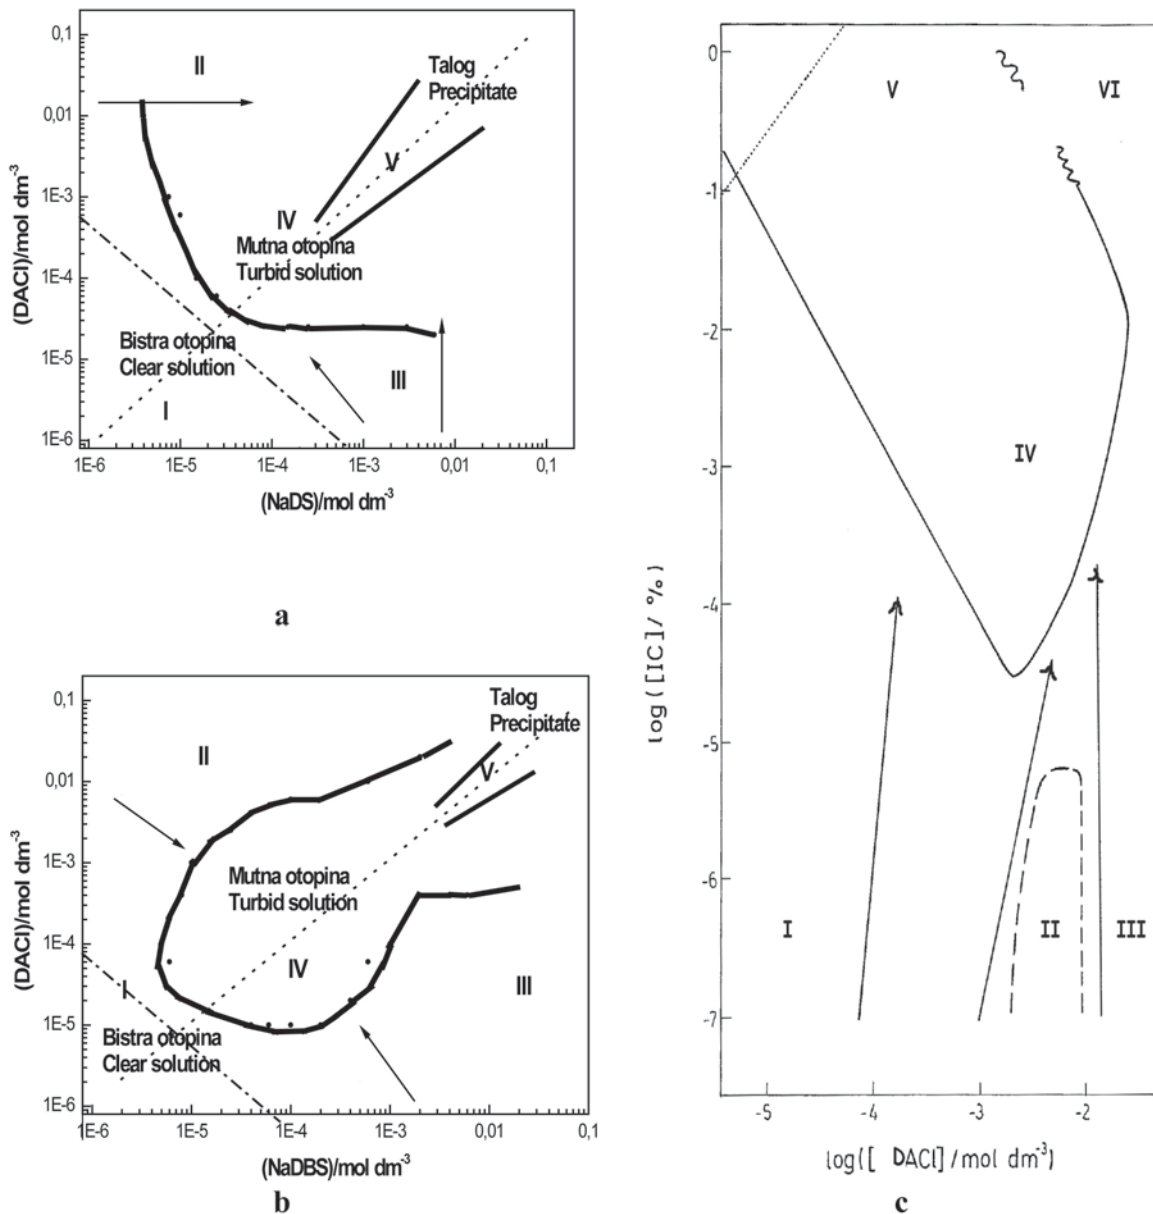 0,1
0,01
1E-3
1E-4
1E-5
1E-6
(DACl)/mol dm-3
II
Talog
Precipitate
V
IV
Mutna otopina
Turbid solution
Bistra otopina
Clear solution
III
I
1E-6 1E-5 1E-4 1E-3 0,01 0,1
(NaDS)/mol dm-3
a
0,1
0,01
1E-3
1E-4
1E-5
1E-6
(DACl)/mol dm-3
Talog
Precipitate
II
V
Mutna otopina
Turbid solution
IV
I
III
Bistra otopina
Clear solution
1E-6 1E-5 1E-4 1E-3 0,01 0,1
(NaDBS)/mol dm-3
b
0
-1
-2
-3
-4
-5
-6
-7
log([IC]/%)
V
VI
IV
I
II
III
-5 -4 -3 -2
log([ DACl]/mol dm-3)
c